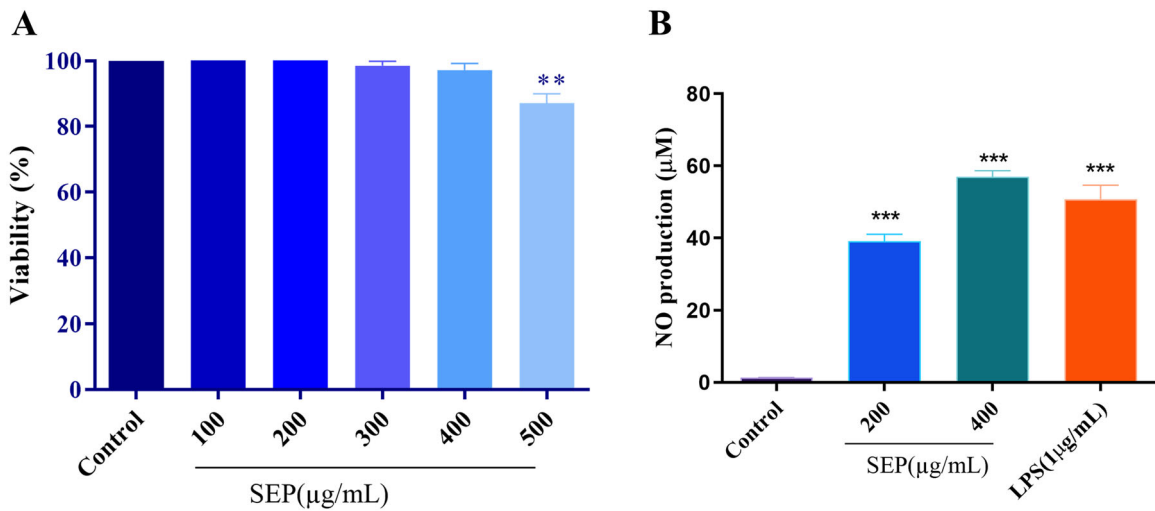 A
Viability (%)
100
80
60
40
20
0
**
Control
100
200
300
400
500
SEP(μg/mL)
B
NO production (μM)
80
60
40
20
0
***
***
***
Control
200
400
LPS(1μg/mL)
SEP(μg/mL)